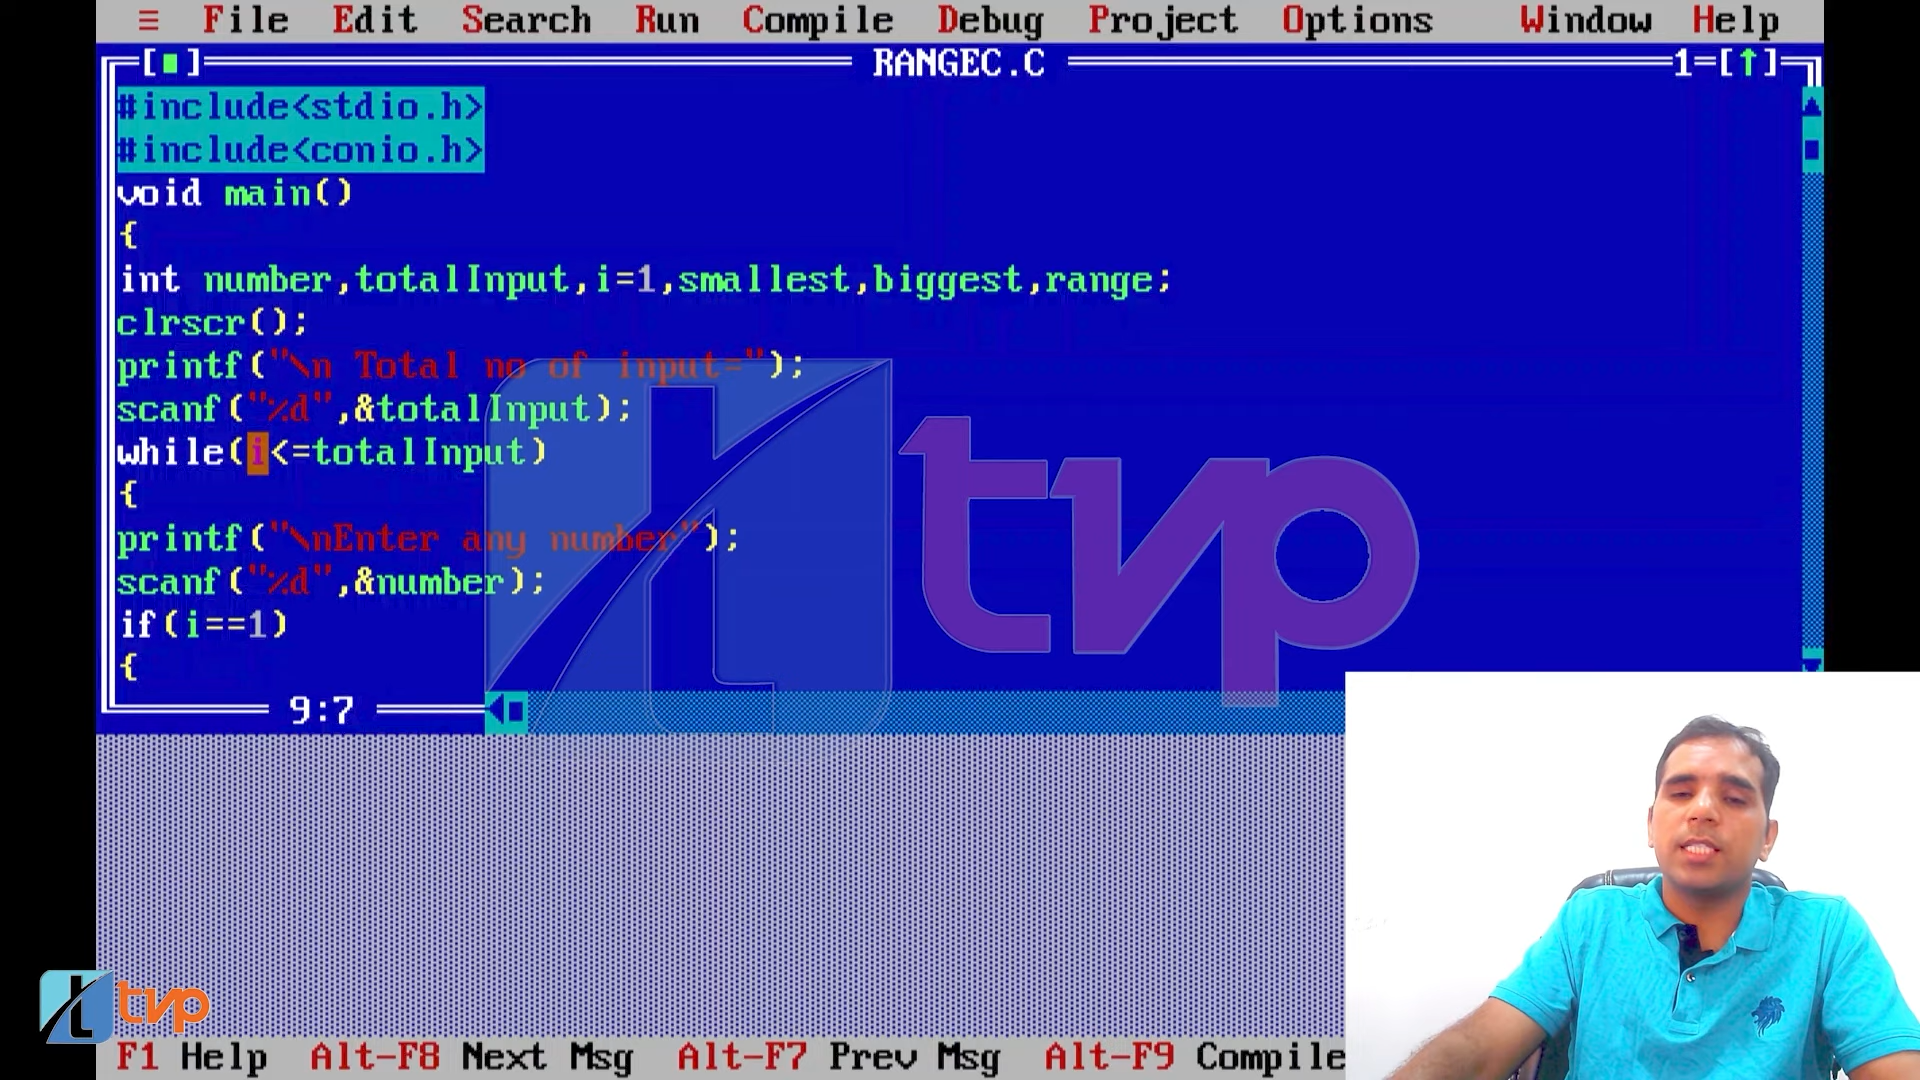 ≡ File Edit Search Run Compile Debug Project Options Window Help
[■] RANGEC.C 1=[↑]
#include<stdio.h>
#include<conio.h>
void main()
{
int number,totalInput,i=1,smallest,biggest,range;
clrscr();
printf("\n Total no of input=");
scanf("%d",&totalInput);
while(i<=totalInput)
{
printf("\nEnter any number");
scanf("%d",&number);
if(i==1)
{
9:7
tvp
tvp
F1 Help Alt-F8 Next Msg Alt-F7 Prev Msg Alt-F9 Compile